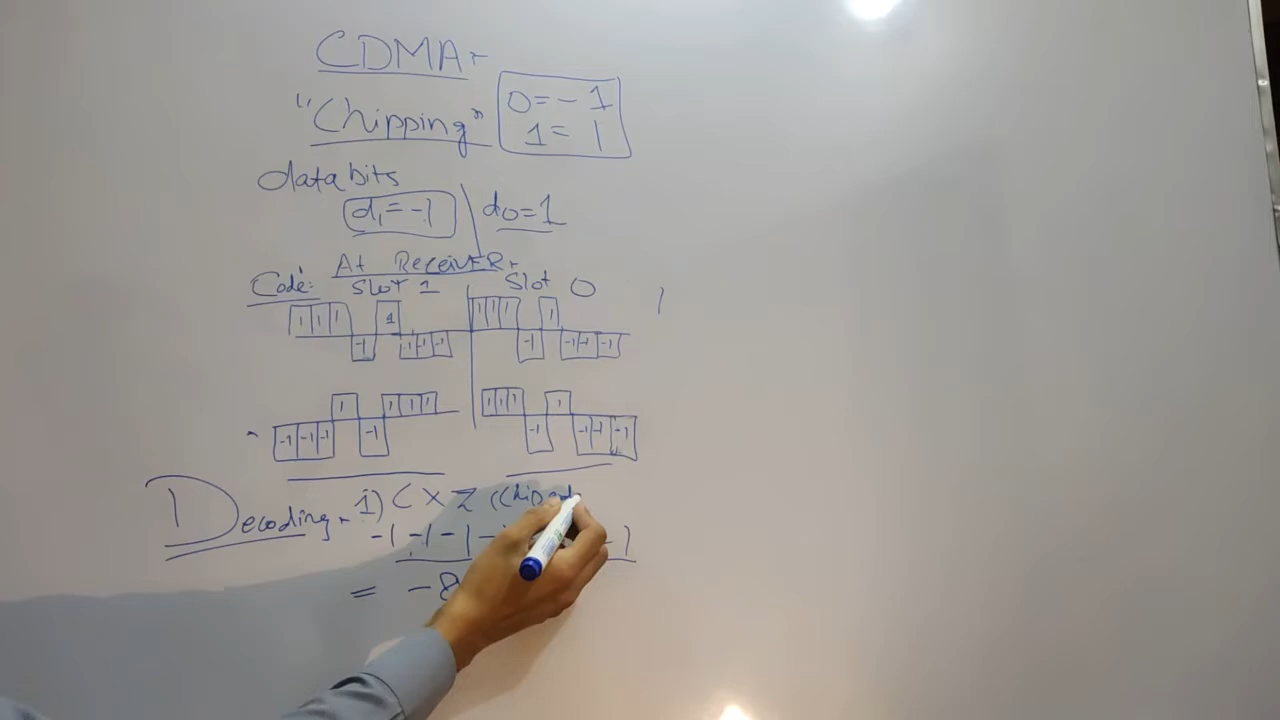 CDMA:-
"Chipping"
0 = -1
1 = 1
data bits
d1 = -1
d0 = 1
At Receiver:-
Code:-
Slot 1
Slot 0
1 1 1 -1 1 -1 -1 -1
1 1 1 -1 1 -1 -1 -1
-1 -1 -1 1 -1 1 1 1
1 1 1 -1 1 -1 -1 -1
Decoding:- 1) C x Z
-1 -1 -1
= -8